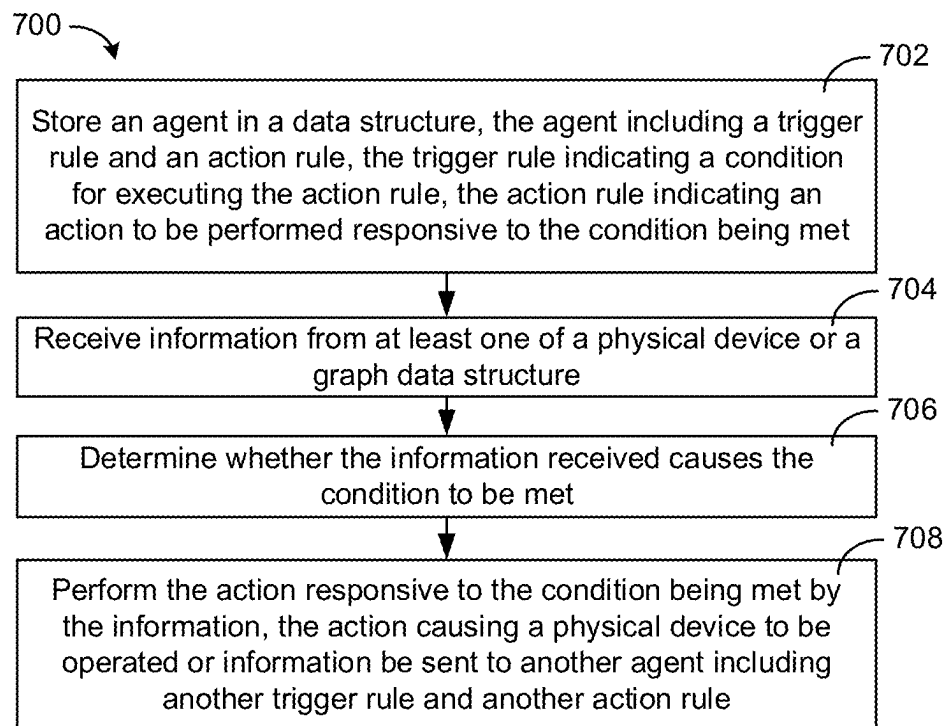 700
702
Store an agent in a data structure, the agent including a trigger
rule and an action rule, the trigger rule indicating a condition
for executing the action rule, the action rule indicating an
action to be performed responsive to the condition being met
704
Receive information from at least one of a physical device or a
graph data structure
706
Determine whether the information received causes the
condition to be met
708
Perform the action responsive to the condition being met by
the information, the action causing a physical device to be
operated or information be sent to another agent including
another trigger rule and another action rule